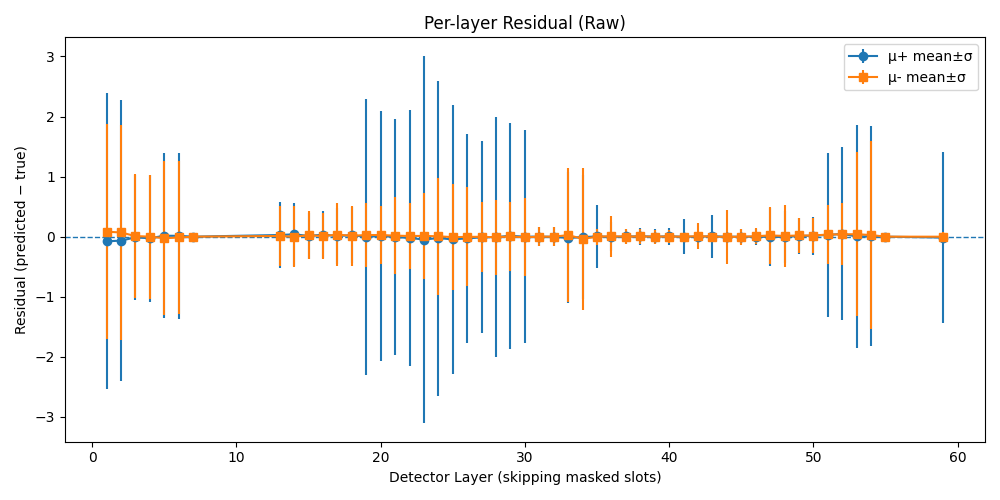 Per-layer Residual (Raw)
μ+ mean±σ
μ- mean±σ
Residual (predicted − true)
3
2
1
0
−1
−2
−3
0
10
20
30
40
50
60
Detector Layer (skipping masked slots)